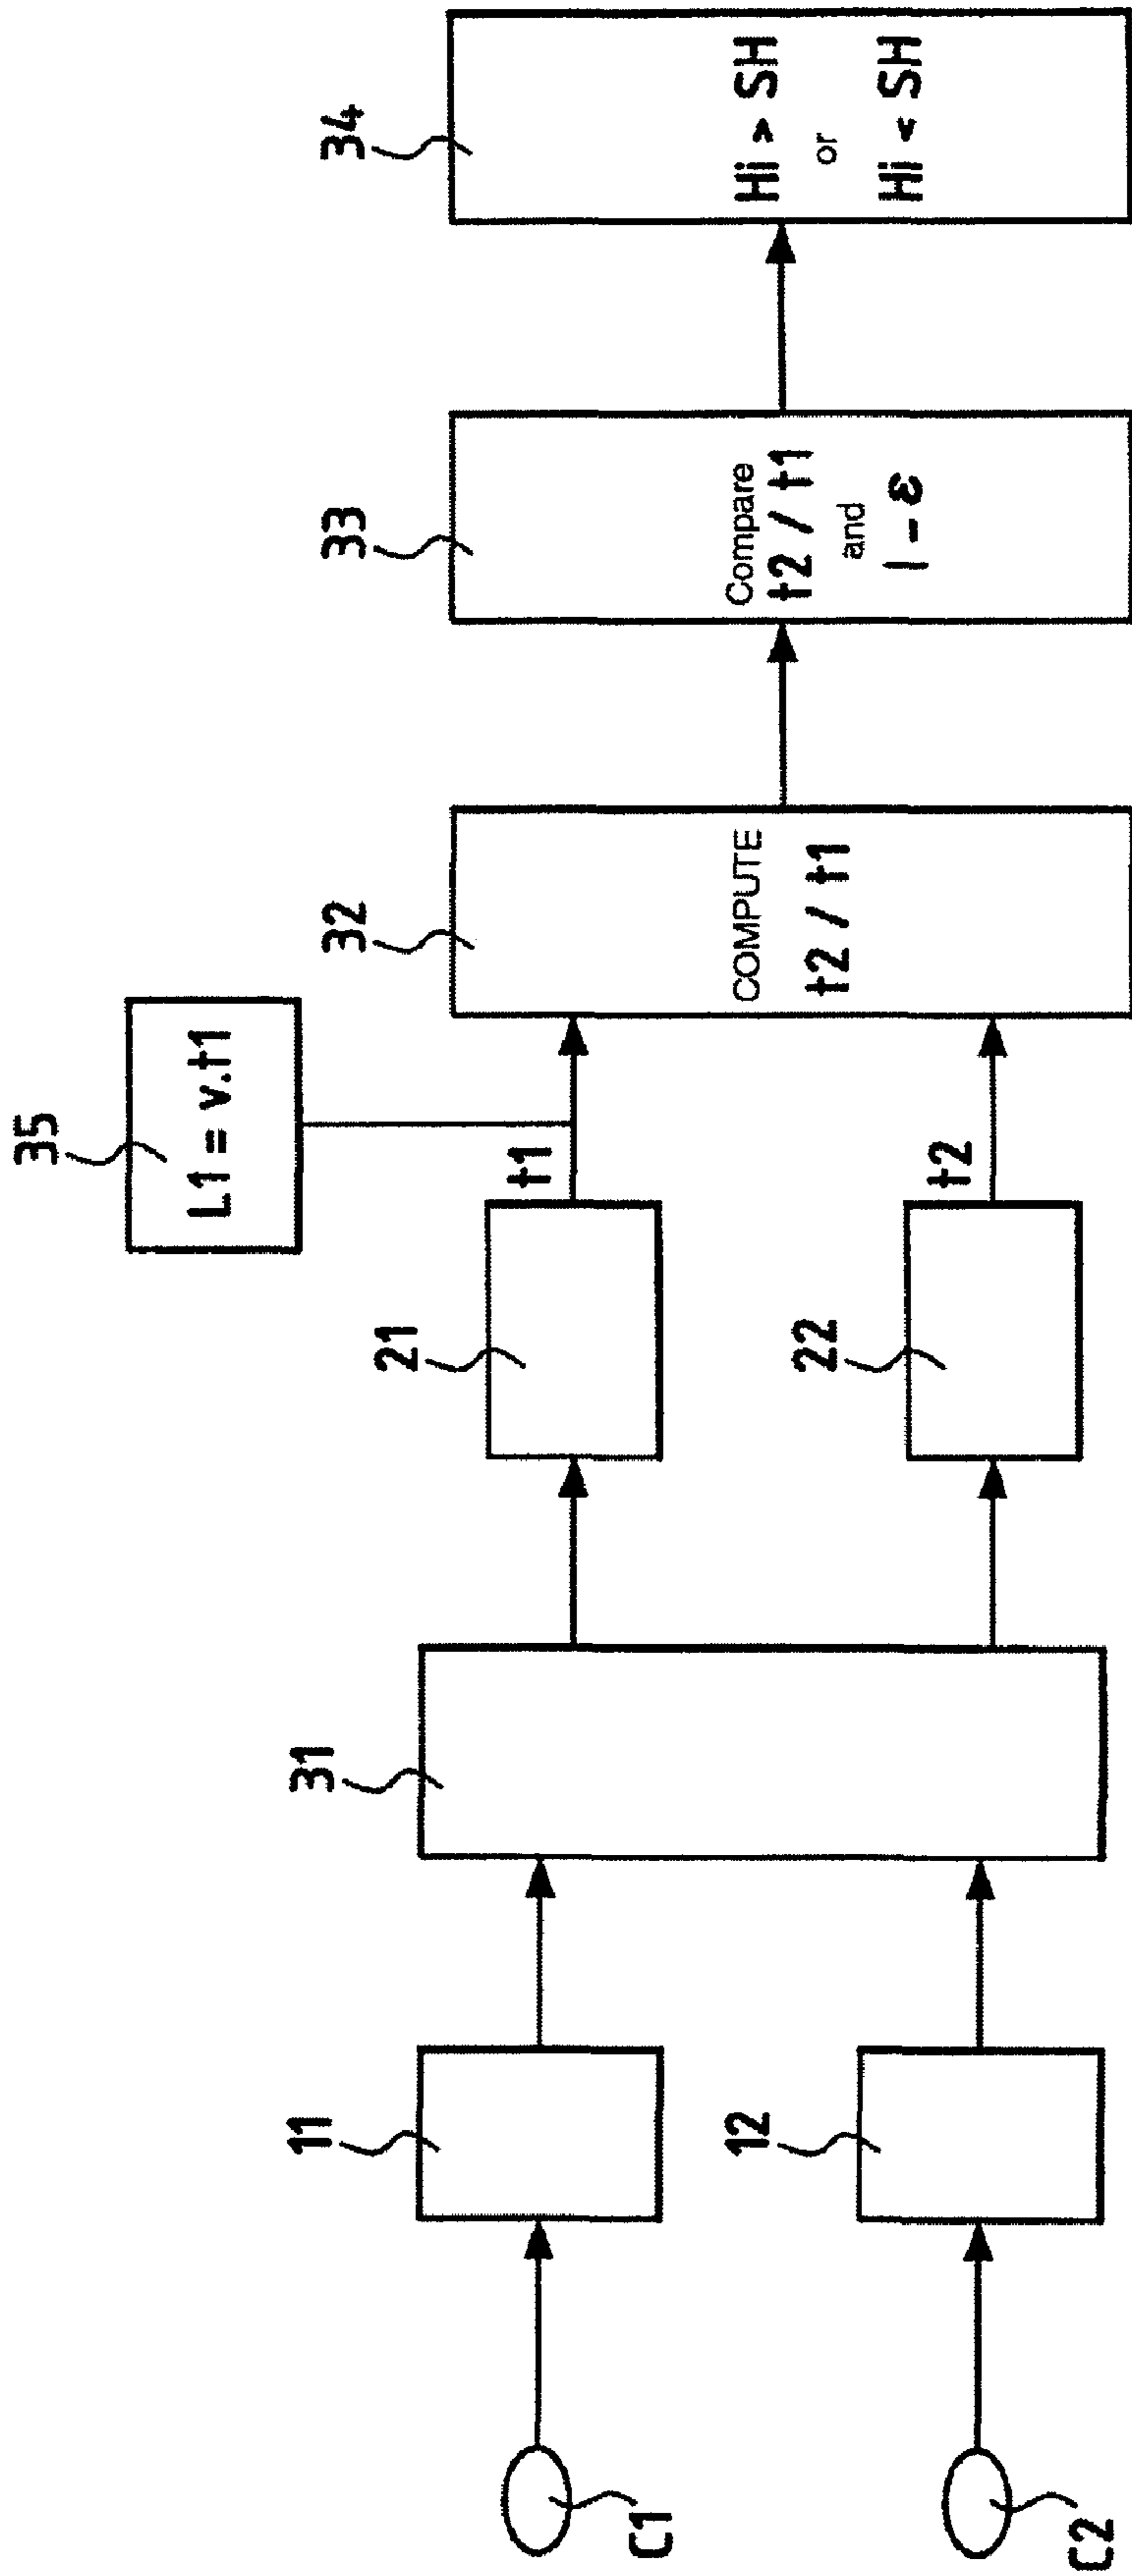 C1
C2
11
12
31
21
22
t1
t2
35
L1 = v.t1
32
COMPUTE
t2 / t1
33
Compare
t2 / t1
and
1 - ε
34
Hi > SH
or
Hi < SH